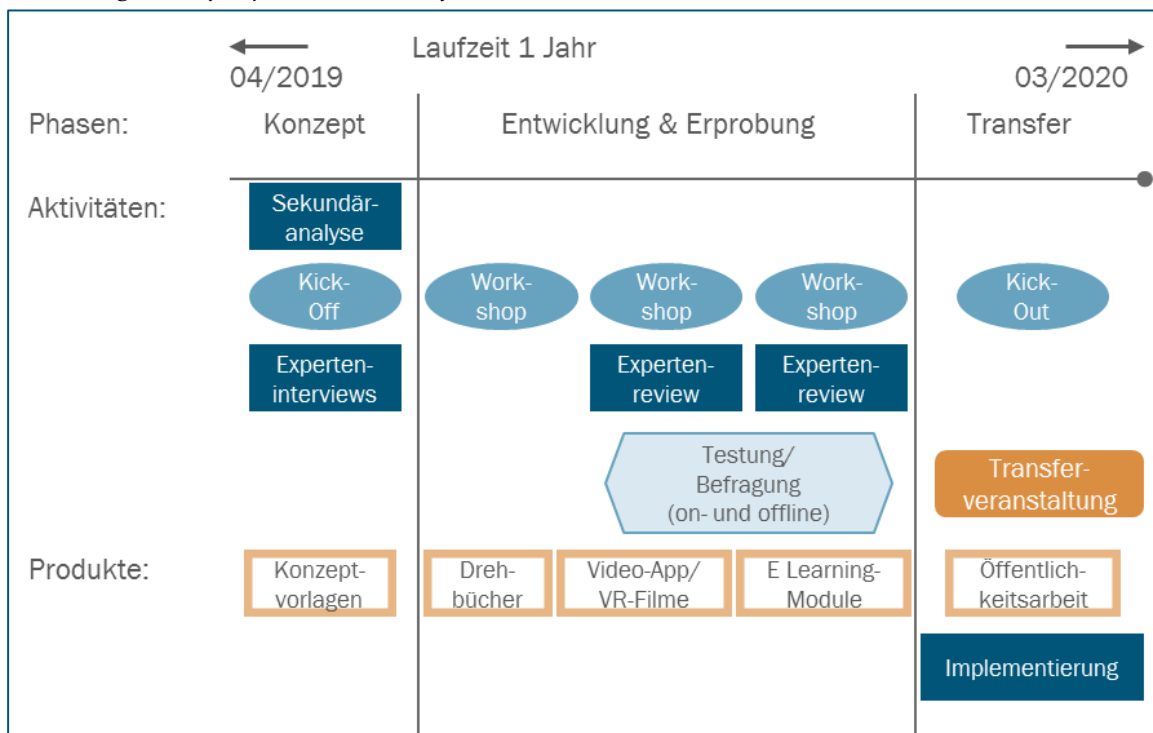 Laufzeit 1 Jahr
04/2019 03/2020
Phasen: Konzept Entwicklung & Erprobung Transfer
Aktivitäten:
Sekundär-
analyse
Kick-
Off
Work-
shop
Work-
shop
Work-
shop
Kick-
Out
Experten-
interviews
Experten-
review
Experten-
review
Testung/
Befragung
(on- und offline)
Transfer-
veranstaltung
Produkte:
Konzept-
vorlagen
Dreh-
bücher
Video-App/
VR-Filme
E Learning-
Module
Öffentlich-
keitsarbeit
Implementierung